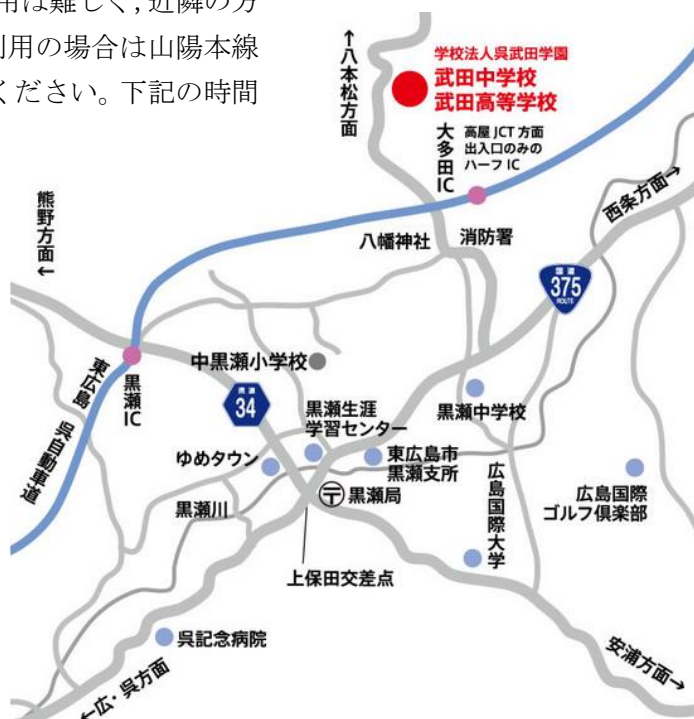 用は難しく,近隣の方
利用の場合は山陽本線
ください。下記の時間
↑八本松方面
学校法人呉武田学園
武田中学校
武田高等学校
大多田IC
高屋JCT方面
出入口のみの
ハーフIC
西条方面→
熊野方面←
八幡神社
消防署
国道
375
ROUTE
中黒瀬小学校
黒瀬IC
東広島呉自動車道
県道
34
黒瀬生涯
学習センター
黒瀬中学校
ゆめタウン
東広島市
黒瀬支所
広島国際大学
広島国際
ゴルフ倶楽部
黒瀬川
〒黒瀬局
上保田交差点
呉記念病院
安浦方面→
←広・呉方面